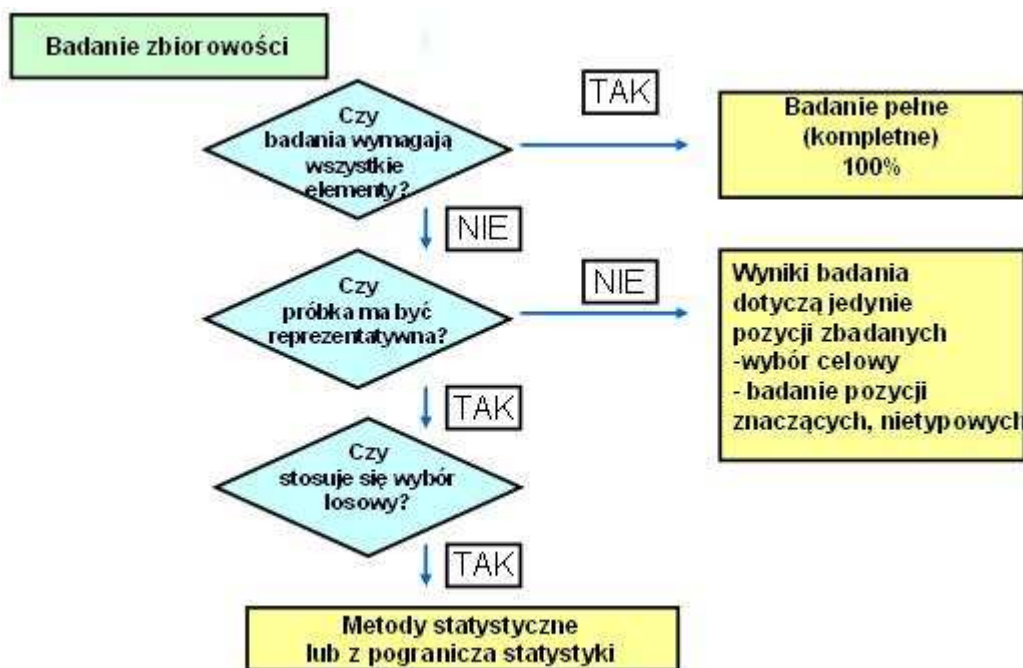 Badanie zbiorowości
Czy
badania wymagają
wszystkie
elementy?
TAK
Badanie pełne
(kompletne)
100%
NIE
Czy
próbka ma być
reprezentatywna?
NIE
Wyniki badania
dotyczą jedynie
pozycji zbadanych
-wybór celowy
- badanie pozycji
znaczących, nietypowych
TAK
Czy
stosuje się wybór
losowy?
TAK
Metody statystyczne
lub z pogranicza statystyki